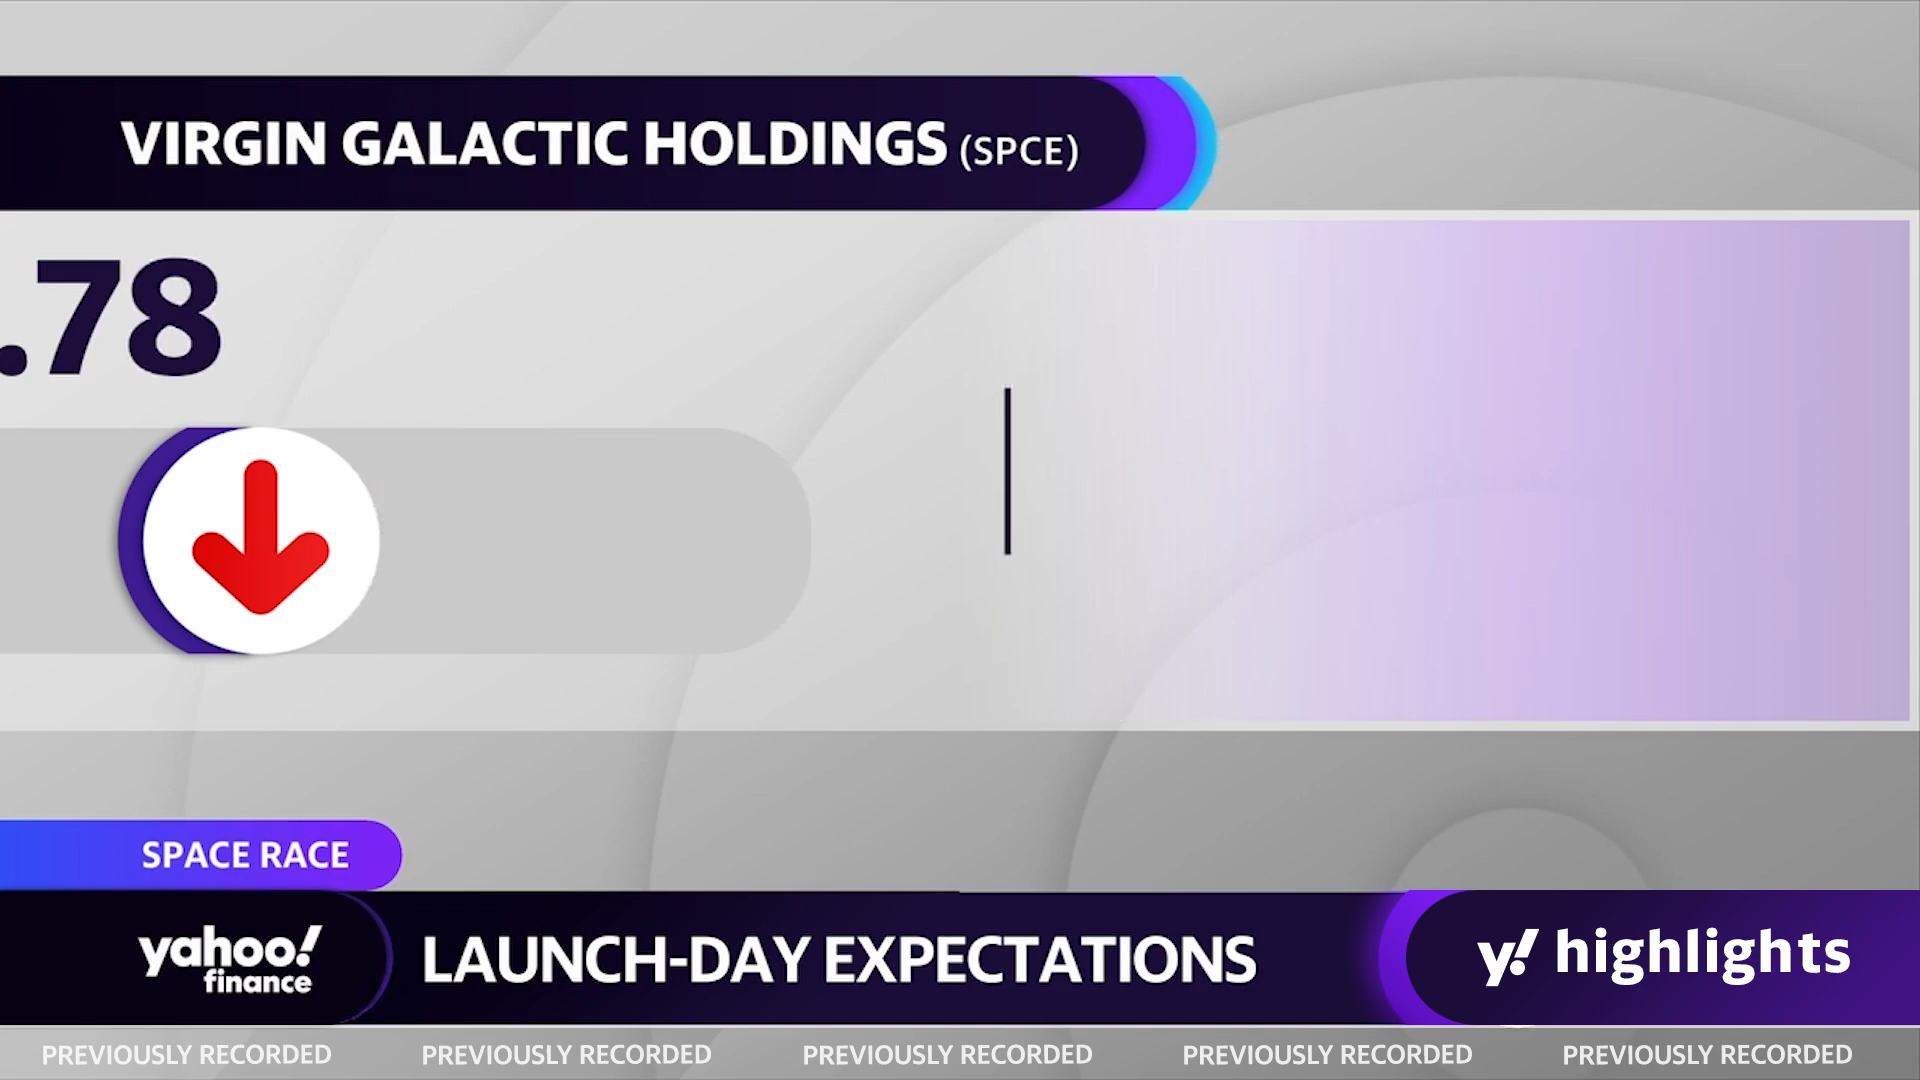 VIRGIN GALACTIC HOLDINGS (SPCE)
.78
SPACE RACE
yahoo!
finance
LAUNCH-DAY EXPECTATIONS
y! highlights
PREVIOUSLY RECORDED PREVIOUSLY RECORDED PREVIOUSLY RECORDED PREVIOUSLY RECORDED PREVIOUSLY RECORDED